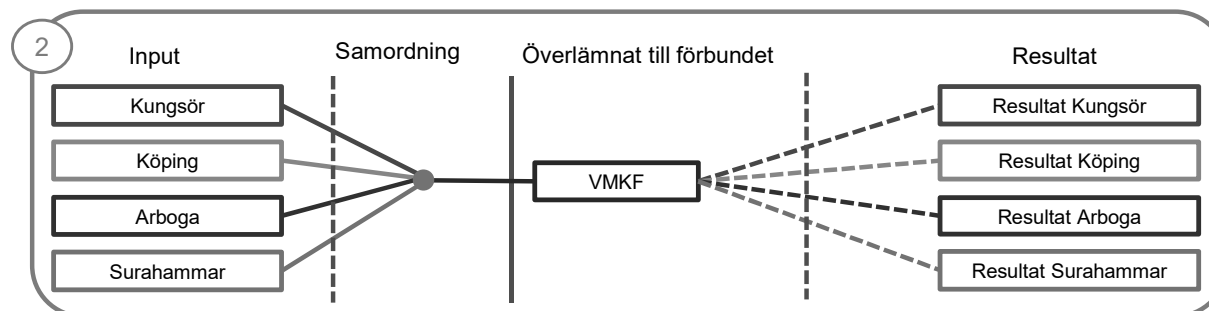 2
Input
Samordning
Överlämnat till förbundet
Resultat
Kungsör
Resultat Kungsör
Köping
Resultat Köping
VMKF
Arboga
Resultat Arboga
Surahammar
Resultat Surahammar